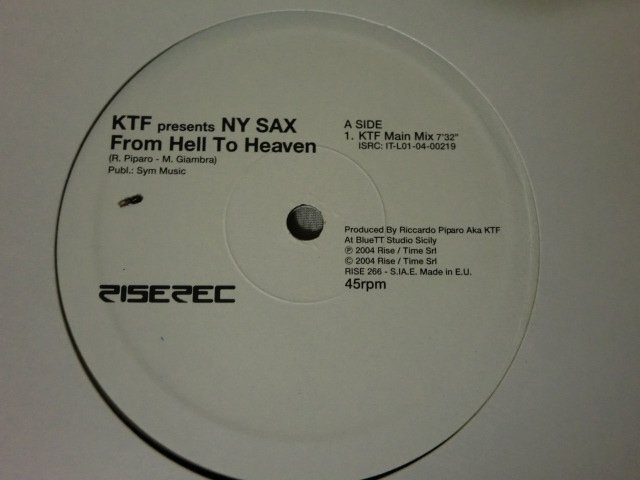 KTF presents NY SAX
From Hell To Heaven
(R. Piparo - M. Giambra)
Publ.: Sym Music
A SIDE
1. KTF Main Mix 7'32"
ISRC: IT-L01-04-00219
Produced By Riccardo Piparo Aka KTF
At BlueTT Studio Sicily
℗ 2004 Rise / Time Srl
© 2004 Rise / Time Srl
RISE 266 - S.I.A.E. Made in E.U.
45rpm
RISEREC